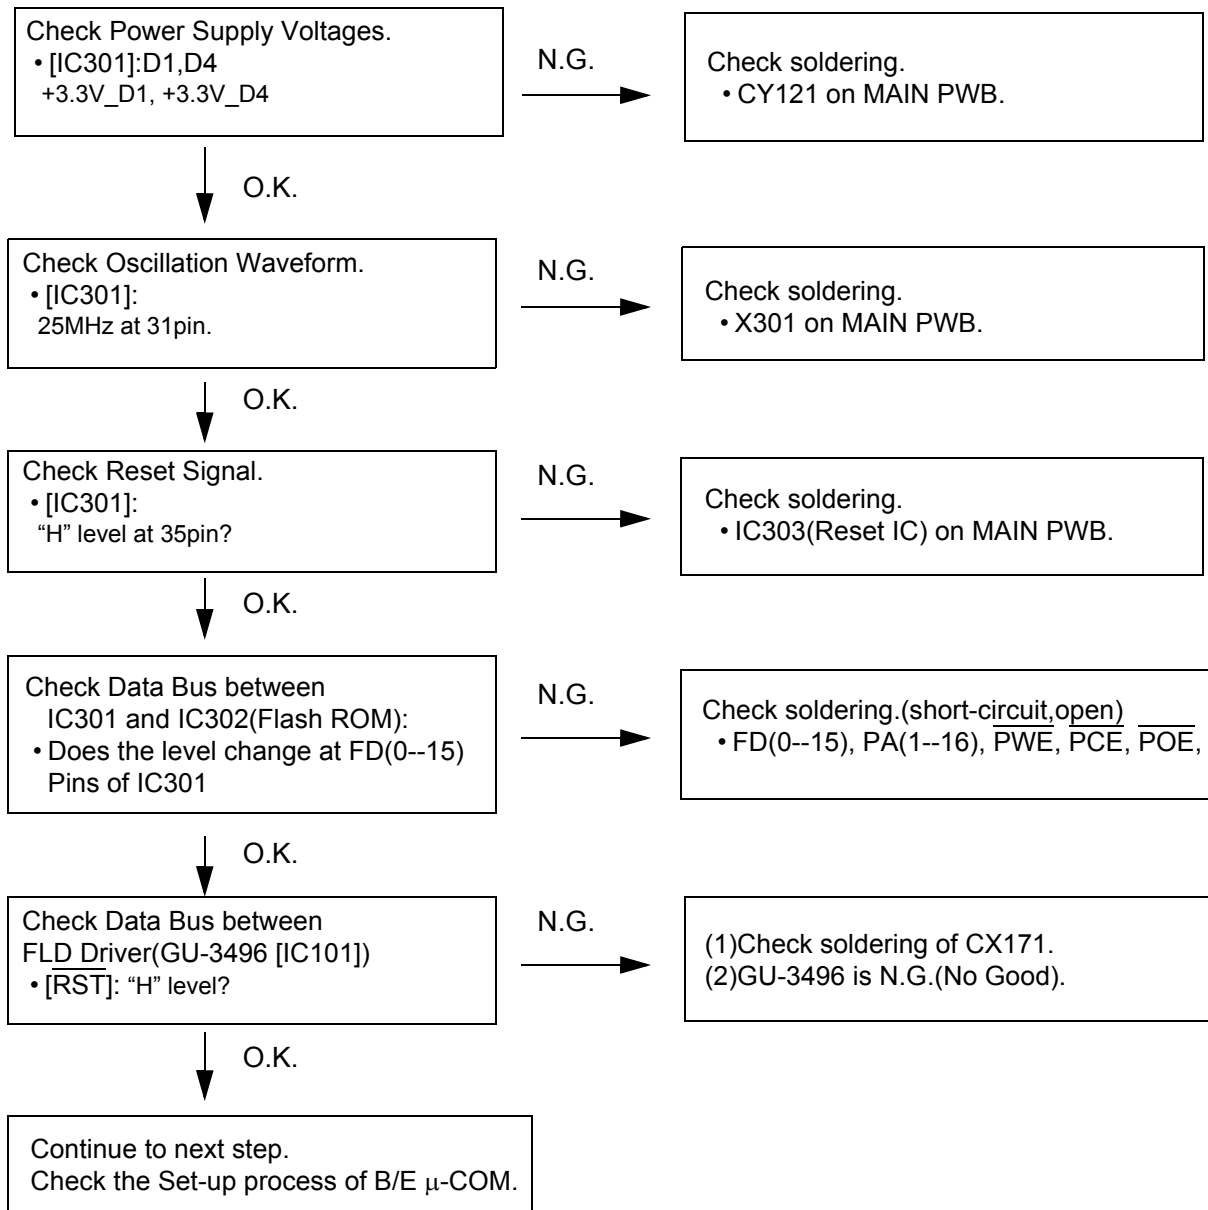 Check Power Supply Voltages.
• [IC301]:D1,D4
+3.3V_D1, +3.3V_D4
N.G.
Check soldering.
• CY121 on MAIN PWB.
O.K.
Check Oscillation Waveform.
• [IC301]:
25MHz at 31pin.
N.G.
Check soldering.
• X301 on MAIN PWB.
O.K.
Check Reset Signal.
• [IC301]:
“H” level at 35pin?
N.G.
Check soldering.
• IC303(Reset IC) on MAIN PWB.
O.K.
Check Data Bus between
IC301 and IC302(Flash ROM):
• Does the level change at FD(0--15)
Pins of IC301
N.G.
Check soldering.(short-circuit,open)
• FD(0--15), PA(1--16), P̅W̅E̅, P̅C̅E̅, P̅O̅E̅,
O.K.
Check Data Bus between
FLD Driver(GU-3496 [IC101])
• [R̅S̅T̅]: “H” level?
N.G.
(1)Check soldering of CX171.
(2)GU-3496 is N.G.(No Good).
O.K.
Continue to next step.
Check the Set-up process of B/E μ-COM.